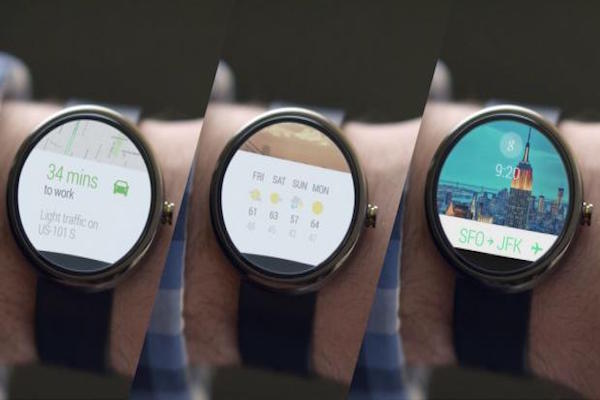 34 mins
to work
Light traffic on
US-101 S
FRI SAT SUN MON
61 63 57 64
g
9:20
SFO → JFK